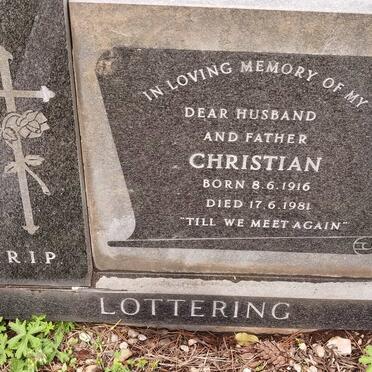 IN LOVING MEMORY OF MY
DEAR HUSBAND
AND FATHER
CHRISTIAN
BORN 8.6.1916
DIED 17.6.1981
"TILL WE MEET AGAIN"
RIP
LOTTERING